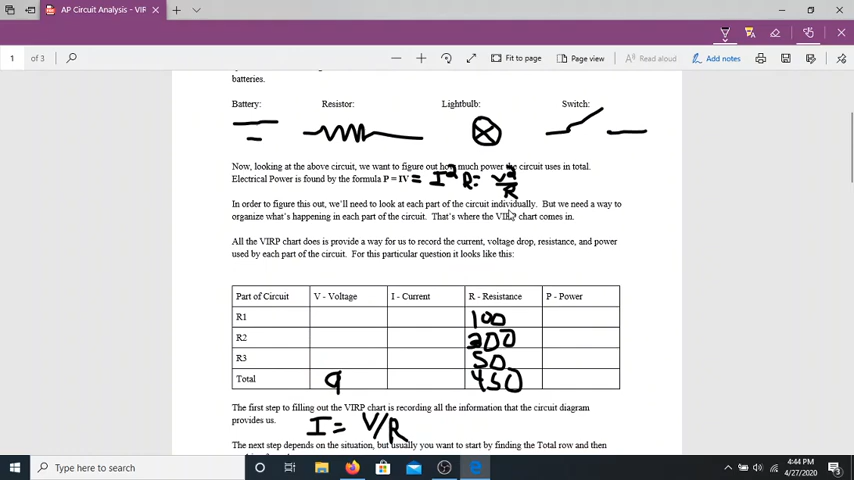 AP Circuit Analysis - VIR
1 of 3
Fit to page
Page view
Read aloud
Add notes
batteries.
Battery: Resistor: Lightbulb: Switch:
Now, looking at the above circuit, we want to figure out how much power the circuit uses in total.
Electrical Power is found by the formula P = IV = I² R = V²/R
In order to figure this out, we'll need to look at each part of the circuit individually. But we need a way to
organize what's happening in each part of the circuit. That's where the VIRP chart comes in.
All the VIRP chart does is provide a way for us to record the current, voltage drop, resistance, and power
used by each part of the circuit. For this particular question it looks like this:
Part of Circuit V - Voltage I - Current R - Resistance P - Power
R1 100
R2 200
R3 50
Total 9 450
The first step to filling out the VIRP chart is recording all the information that the circuit diagram
provides us.
I = V/R
The next step depends on the situation, but usually you want to start by finding the Total row and then
Type here to search
4:44 PM
4/27/2020